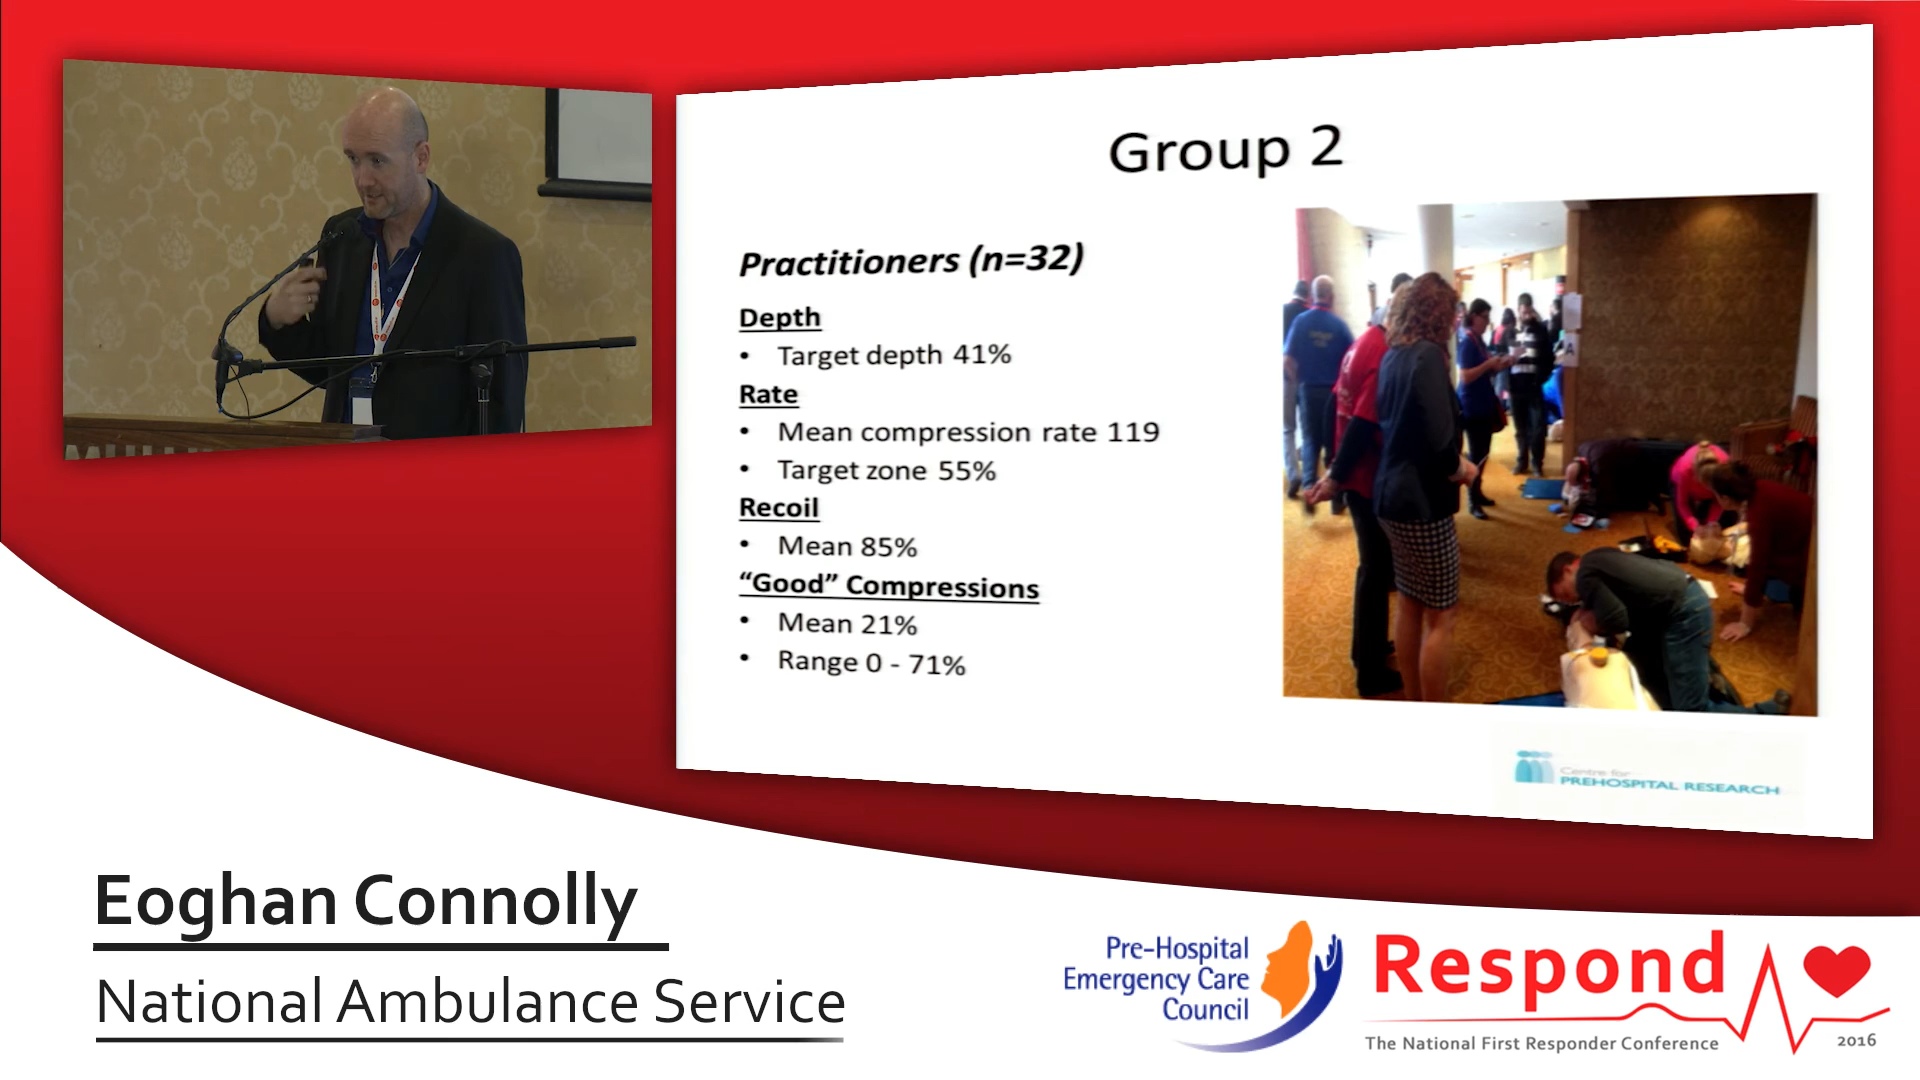 Group 2
Practitioners (n=32)
Depth
• Target depth 41%
Rate
• Mean compression rate 119
• Target zone 55%
Recoil
• Mean 85%
“Good” Compressions
• Mean 21%
• Range 0 - 71%
A
Centre for
PREHOSPITAL RESEARCH
Eoghan Connolly
National Ambulance Service
Pre-Hospital
Emergency Care
Council
Respond
The National First Responder Conference
2016